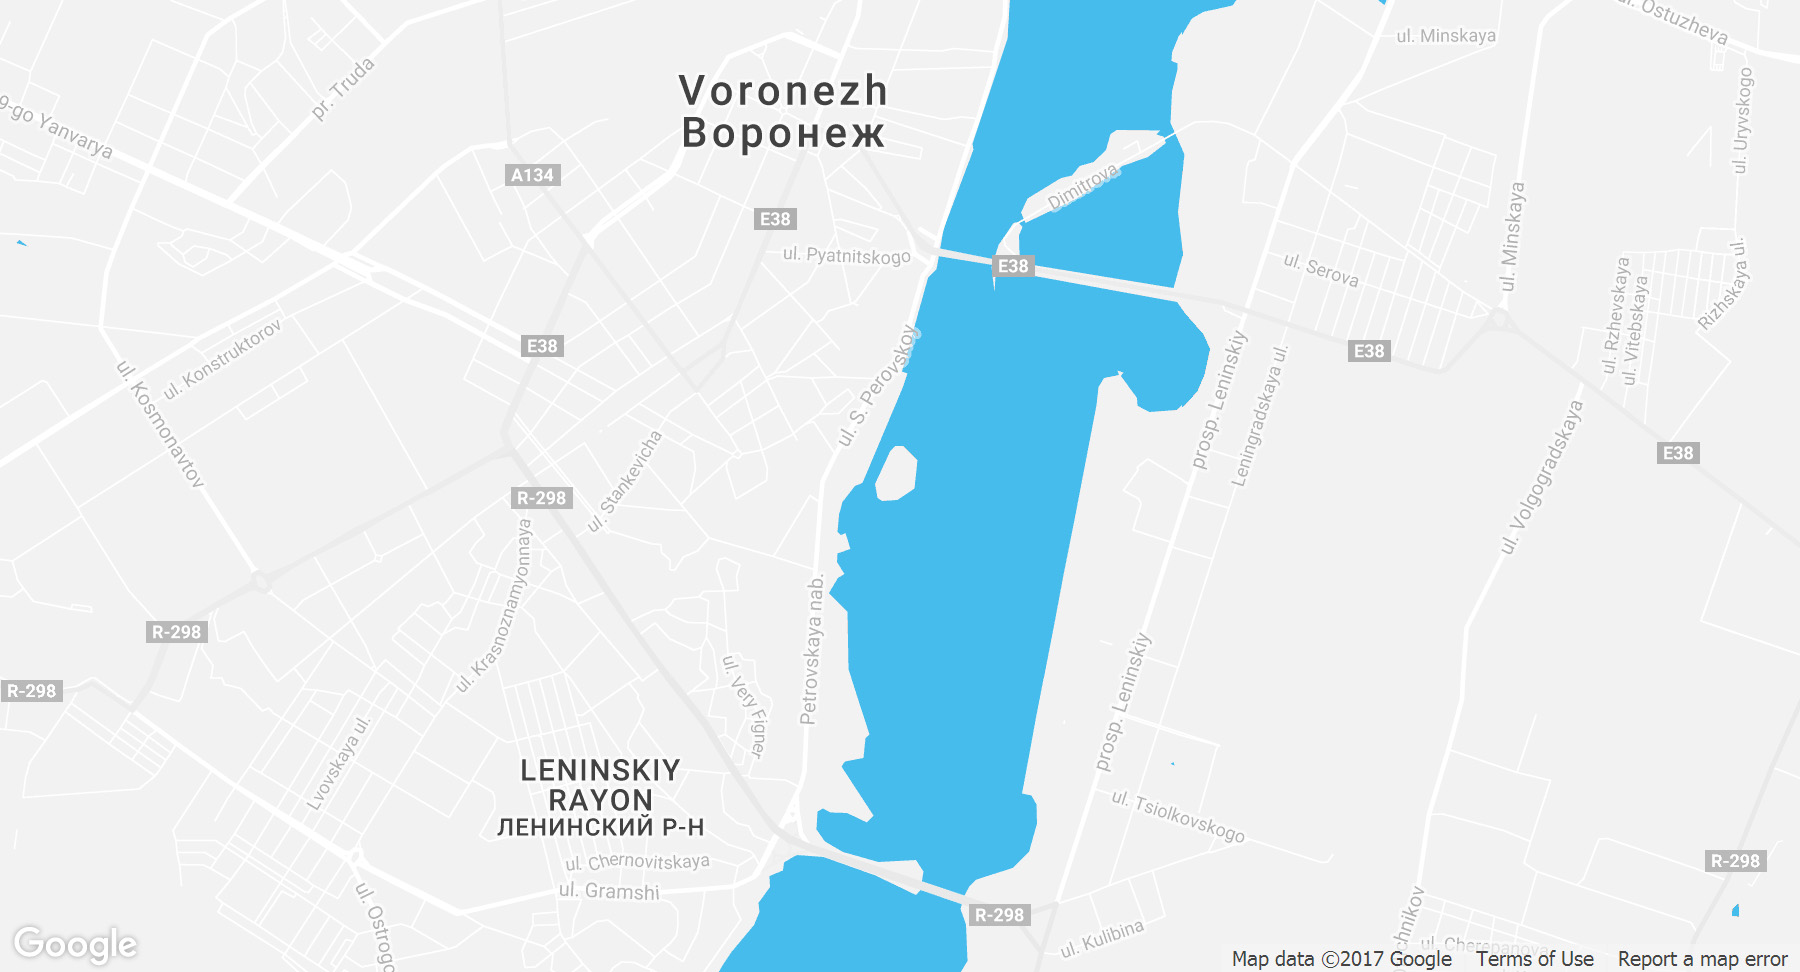 ul. Ostuzheva
ul. Minskaya
pr. Truda
9-go Yanvarya
Voronezh
Воронеж
ul. Uryvskogo
A134
Dimitrova
E38
ul. Minskaya
ul. Pyatnitskogo
E38
ul. Serova
Rizhskaya ul.
ul. Rzhevskaya
ul. Vitebskaya
E38
ul. Konstruktorov
ul. S. Perovskoy
E38
prosp. Leninskiy
Leningradskaya ul.
ul. Kosmonavtov
E38
ul. Stankevicha
R-298
ul. Volgogradskaya
ul. Krasnoznamyonnaya
R-298
Petrovskaya nab.
R-298
ul. Very Figner
prosp. Leninskiy
Lvovskaya ul.
LENINSKIY
RAYON
ЛЕНИНСКИЙ Р-Н
ul. Tsiolkovskogo
ul. Chernovitskaya
R-298
ul. Gramshi
ul. Ostrogo
R-298
chnikov
ul. Kulibina
ul. Cherepanova
Google
Map data ©2017 Google
Terms of Use
Report a map error